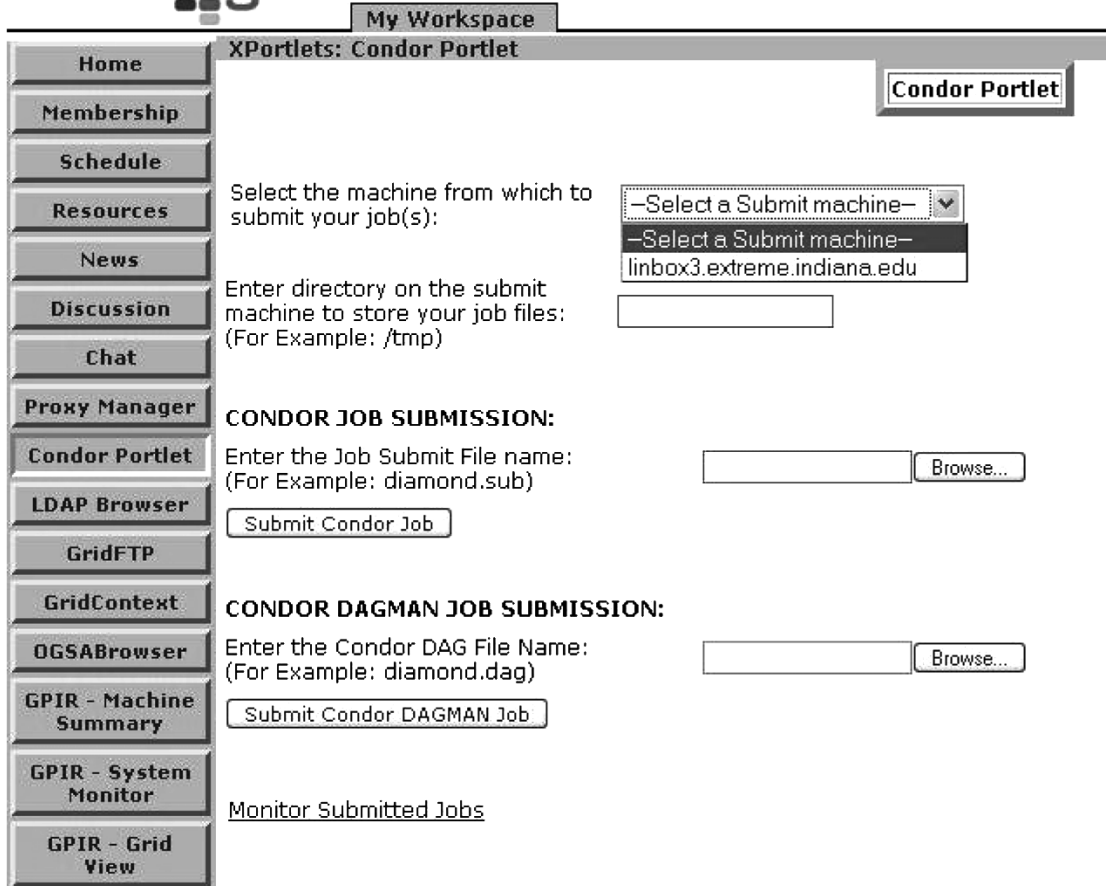 My Workspace
XPortlets: Condor Portlet
Condor Portlet
Home
Membership
Schedule
Resources
News
Discussion
Chat
Proxy Manager
Condor Portlet
LDAP Browser
GridFTP
GridContext
OGSABrowser
GPIR - Machine
Summary
GPIR - System
Monitor
GPIR - Grid
View
Select the machine from which to
submit your job(s):
—Select a Submit machine—
—Select a Submit machine—
linbox3.extreme.indiana.edu
Enter directory on the submit
machine to store your job files:
(For Example: /tmp)
CONDOR JOB SUBMISSION:
Enter the Job Submit File name:
(For Example: diamond.sub)
Browse...
Submit Condor Job
CONDOR DAGMAN JOB SUBMISSION:
Enter the Condor DAG File Name:
(For Example: diamond.dag)
Browse...
Submit Condor DAGMAN Job
Monitor Submitted Jobs